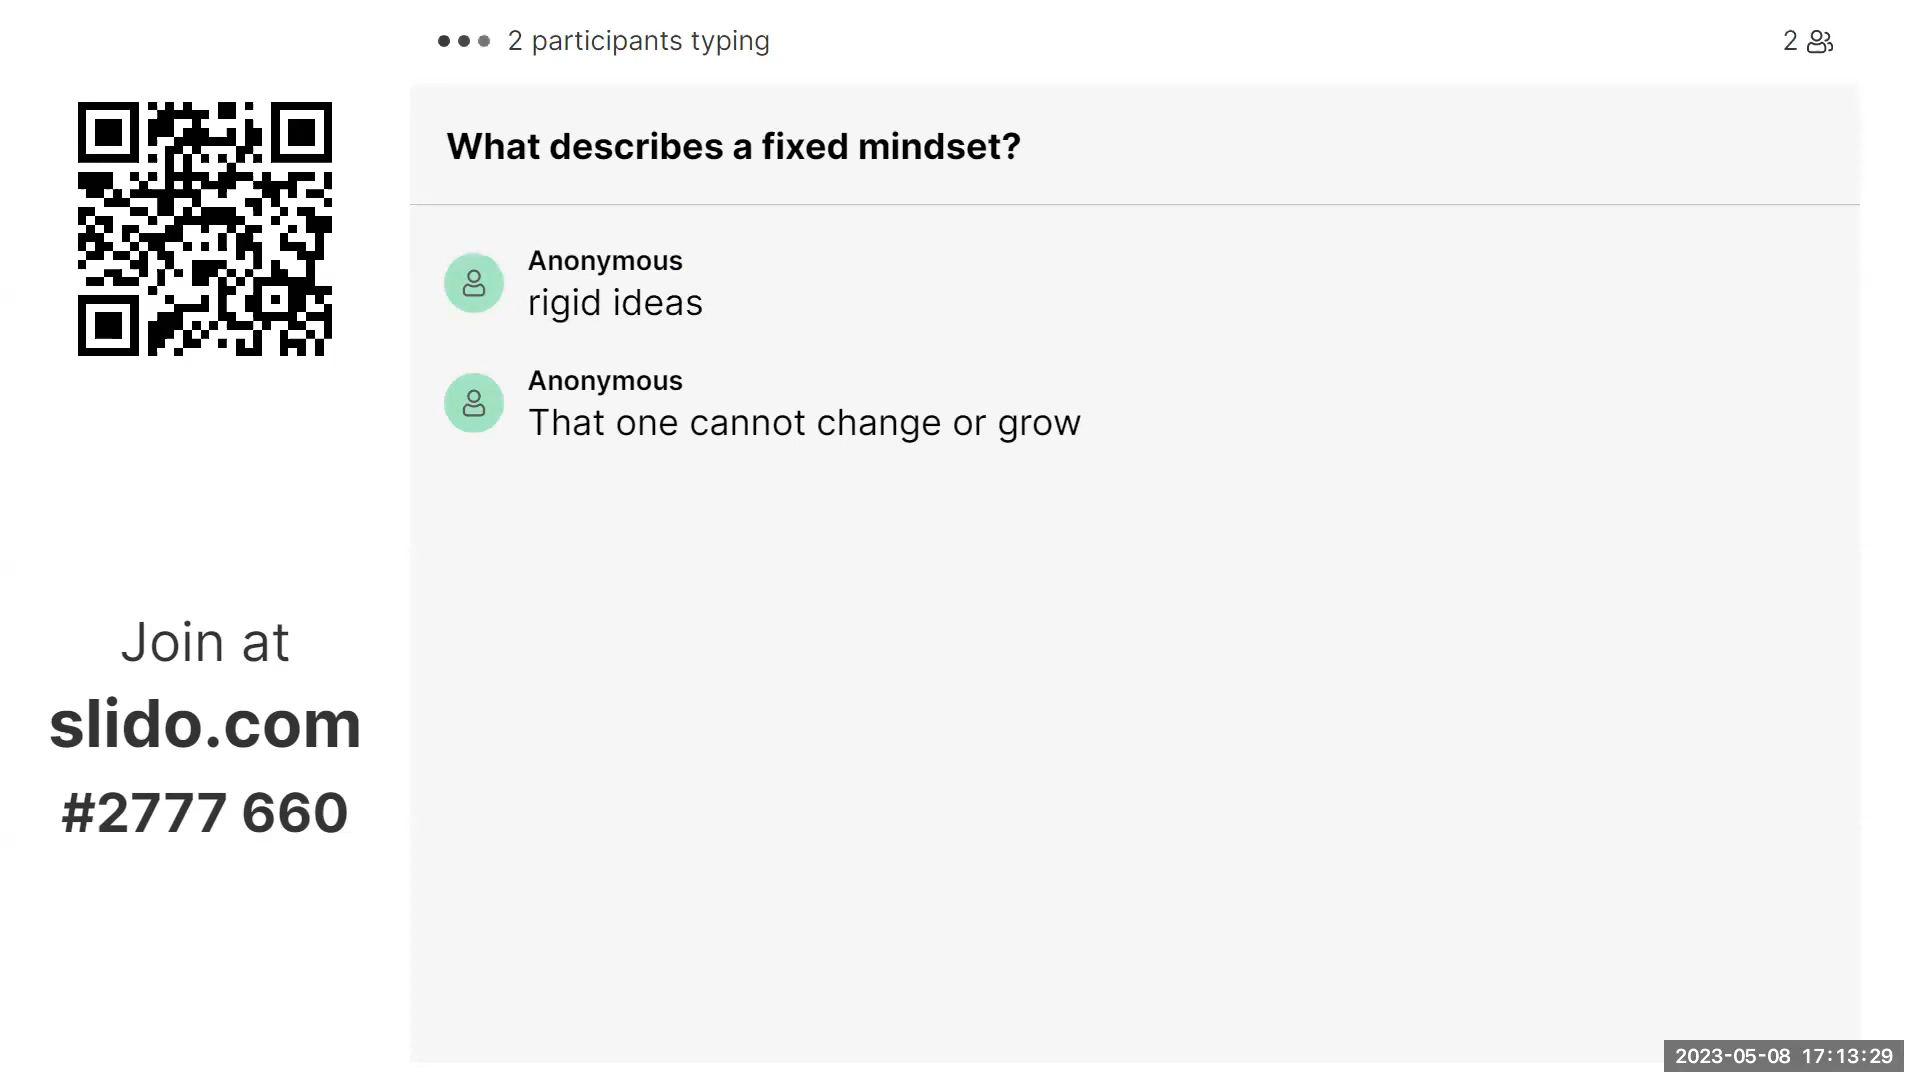 2 participants typing
2
What describes a fixed mindset?
Anonymous
rigid ideas
Anonymous
That one cannot change or grow
Join at
slido.com
#2777 660
2023-05-08 17:13:29